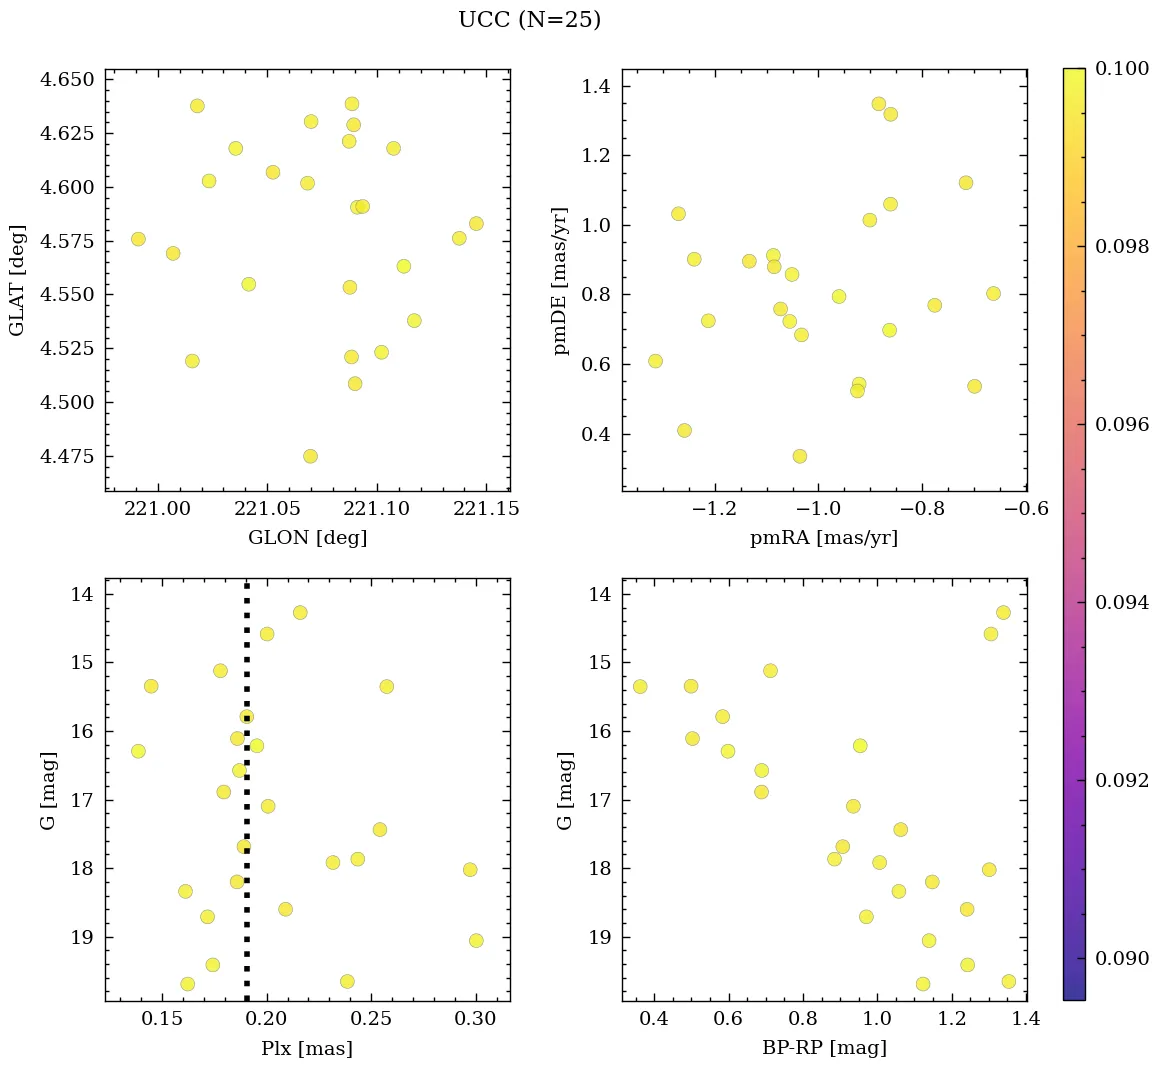 UCC (N=25)
4.650
4.625
4.600
4.575
4.550
4.525
4.500
4.475
GLAT [deg]
221.00 221.05 221.10 221.15
GLON [deg]
1.4
1.2
1.0
0.8
0.6
0.4
pmDE [mas/yr]
−1.2 −1.0 −0.8 −0.6
pmRA [mas/yr]
14
15
16
17
18
19
G [mag]
0.15 0.20 0.25 0.30
Plx [mas]
14
15
16
17
18
19
G [mag]
0.4 0.6 0.8 1.0 1.2 1.4
BP-RP [mag]
0.100
0.098
0.096
0.094
0.092
0.090